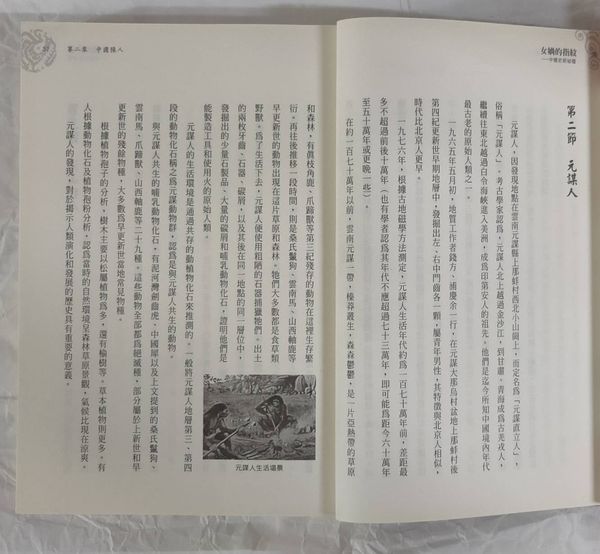 女媧的指紋
第二節　元謀人
元謀人，因發現地點在雲南元謀縣上那蚌村西北小山崗上，而定名爲「元謀直立人」，
俗稱「元謀人」。考古學家認爲，元謀人北上越過金沙江，到甘肅、青海成爲古羌戎人，
繼續往東北越過白令海峽進入美洲，成爲印第安人的祖先。他們是迄今所知中國境內年代
最古老的原始人類之一。
一九六五年五月初，地質工作者錢方、浦慶余一行，在元謀大那烏村盆地上那蚌村後
第四紀更新世早期地層中，發掘出左、右中門齒各一顆，屬青年男性，其特徵與北京人相似，
時代比北京人更早。
一九七六年，根據古地磁學方法測定，元謀人生活年代約爲一百七十萬年前，差距最
多不超過前後十萬年（也有學者認爲其年代不應超過七十三萬年，即可能爲距今六十萬年
至五十萬年或更晚一些）。
在約一百七十萬年以前，雲南元謀一帶，榛莽叢生，森森鬱鬱，是一片亞熱帶的草原
37
第二章　中國猿人
和森林，有眞枝角鹿、爪蹄獸等第三紀殘存的動物在這裡生存繁
衍。再往後推移一段時間，則是桑氏鬣狗、雲南馬、山西軸鹿等
早更新世的動物出現在這片草原和森林。牠們大多數都是食草類
野獸。爲了生活下去，元謀人便使用粗陋的石器捕獵牠們。出土
的兩枚牙齒、石器、碳屑，以及其後在同一地點的同一層位中，
發掘出的少量石製品、大量的碳屑和哺乳動物化石，證明他們是
能製造工具和使用火的原始人類。
元謀人的生活環境是通過共存的動植物化石來推測的。一般將元謀人地層第三、第四
段的動物化石稱之爲元謀動物群，認爲是與元謀人共生的動物。
元謀人生活場景
與元謀人共生的哺乳動物化石，有泥河灣劍齒虎、中國犀以及上文提到的桑氏鬣狗、
雲南馬、爪蹄獸、山西軸鹿等二十九種。這些動物全部都爲絕滅種，部分屬於上新世和早
更新世的殘餘物種，大多數爲早更新世當地常見物種。
根據植物孢子的分析，樹木主要以松屬植物爲多，還有榆樹等。草本植物則更多。有
人根據動物化石及植物孢粉分析，認爲當時的自然環境呈森林草原景觀，氣候比現在涼爽。
元謀人的發現，對於揭示人類演化和發展的歷史具有重要的意義。